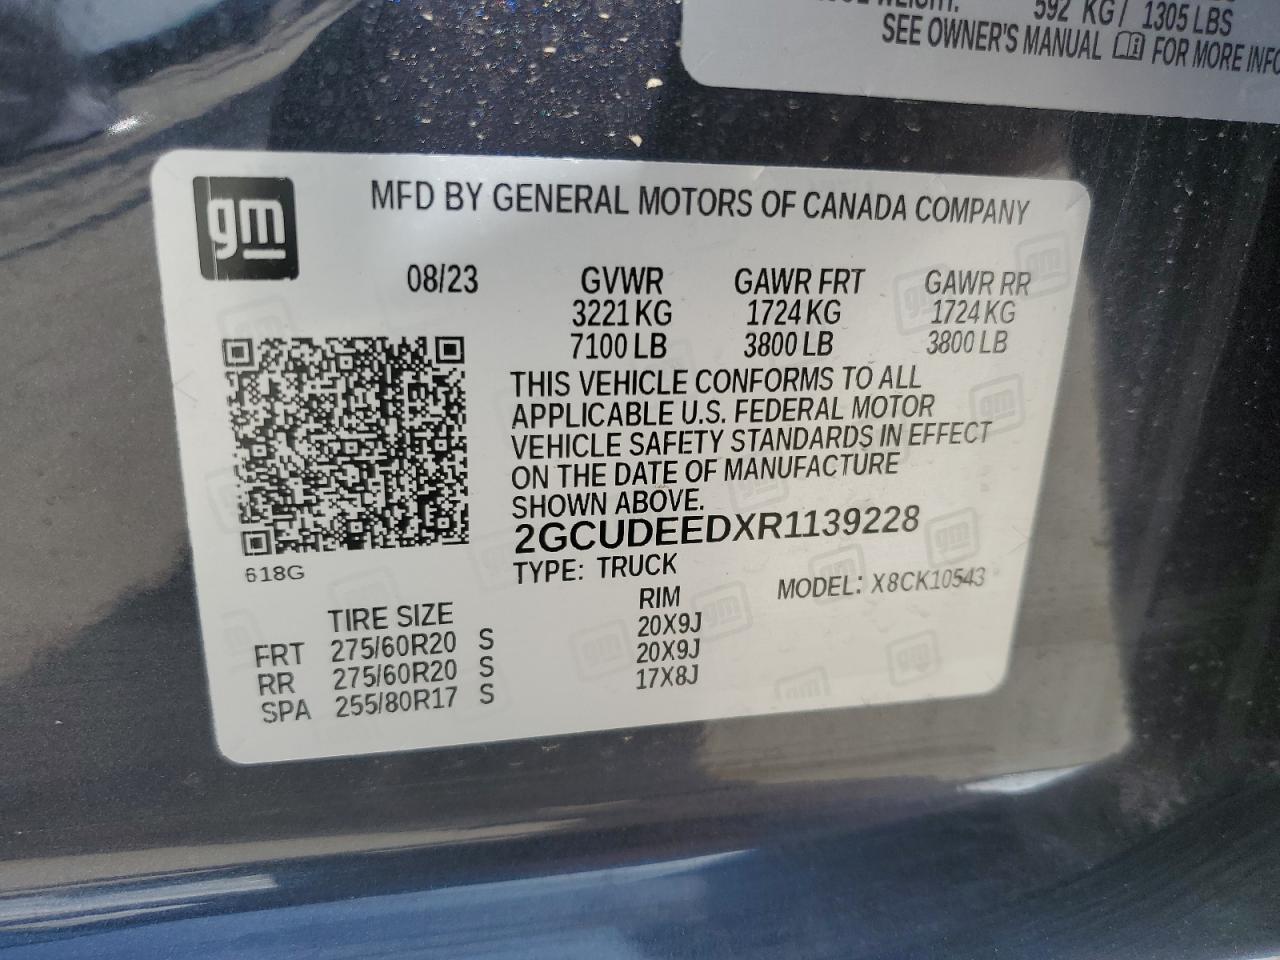 592 KG / 1305 LBS
SEE OWNER'S MANUAL FOR MORE INFO
gm
MFD BY GENERAL MOTORS OF CANADA COMPANY
08/23 GVWR GAWR FRT GAWR RR
3221 KG 1724 KG 1724 KG
7100 LB 3800 LB 3800 LB
THIS VEHICLE CONFORMS TO ALL
APPLICABLE U.S. FEDERAL MOTOR
VEHICLE SAFETY STANDARDS IN EFFECT
ON THE DATE OF MANUFACTURE
SHOWN ABOVE.
2GCUDEEDXR1139228
TYPE: TRUCK MODEL: X8CK10543
618G
TIRE SIZE RIM
FRT 275/60R20 S 20X9J
RR 275/60R20 S 20X9J
SPA 255/80R17 S 17X8J